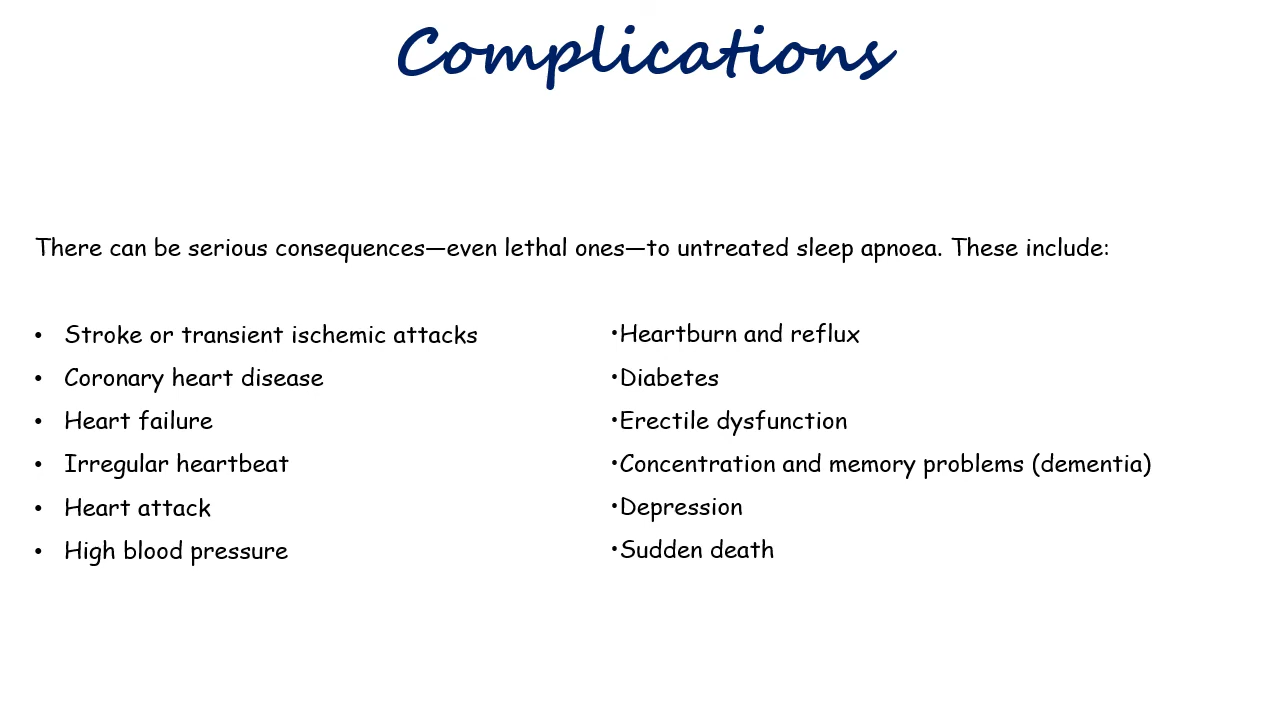 Complications
There can be serious consequences—even lethal ones—to untreated sleep apnoea. These include:
• Stroke or transient ischemic attacks
• Coronary heart disease
• Heart failure
• Irregular heartbeat
• Heart attack
• High blood pressure
•Heartburn and reflux
•Diabetes
•Erectile dysfunction
•Concentration and memory problems (dementia)
•Depression
•Sudden death